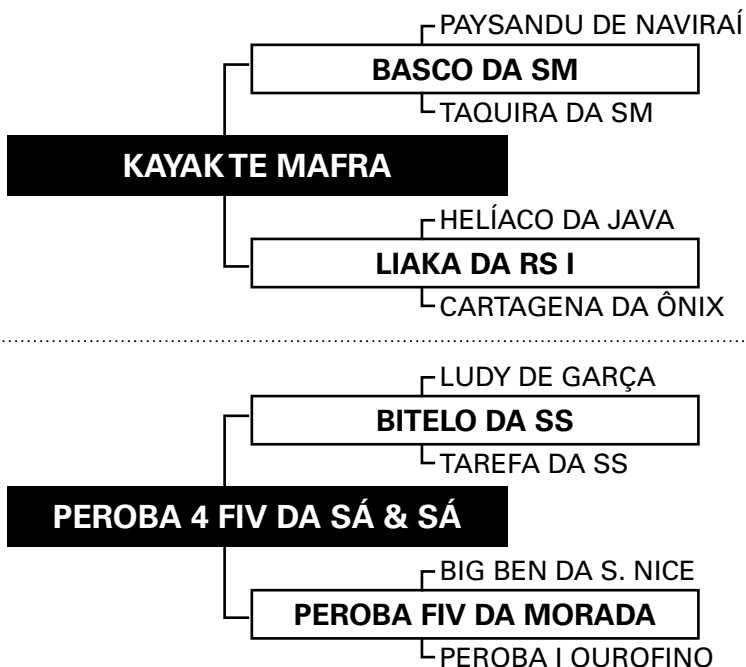 PAYSANDU DE NAVIRAÍ
BASCO DA SM
TAQUIRA DA SM
KAYAK TE MAFRA
HELÍACO DA JAVA
LIAKA DA RS I
CARTAGENA DA ÔNIX
LUDY DE GARÇA
BITELO DA SS
TAREFA DA SS
PEROBA 4 FIV DA SÁ & SÁ
BIG BEN DA S. NICE
PEROBA FIV DA MORADA
PEROBA I OUROFINO